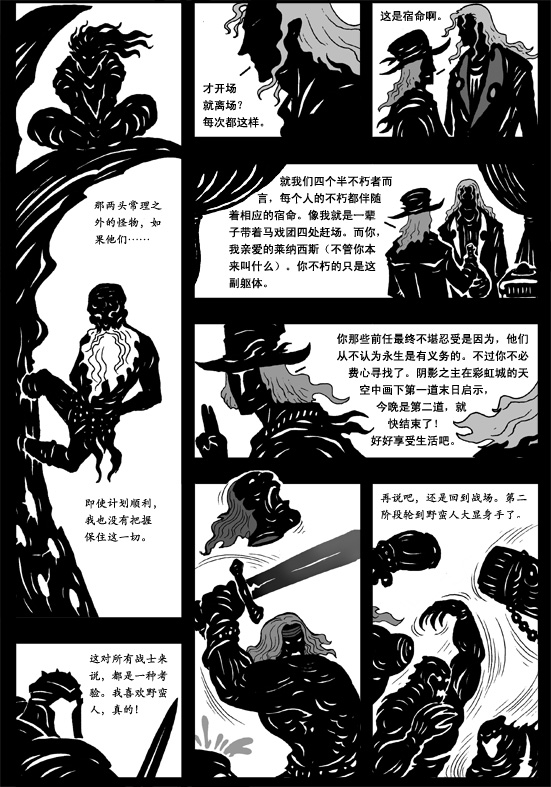 那两头常理之
外的怪物，如
果他们……
即使计划顺利，
我也没有把握
保住这一切。
才开场
就离场？
每次都这样。
这是宿命啊。
就我们四个半不朽者而
言，每个人的不朽都伴随
着相应的宿命。像我就是一辈
子带着马戏团四处赶场。而你，
我亲爱的莱纳西斯（不管你本
来叫什么）。你不朽的只是这
副躯体。
你那些前任最终不堪忍受是因为，他们
从不认为永生是有义务的。不过你不必
费心寻找了。阴影之主在彩虹城的天
空中画下第一道末日启示，
今晚是第二道，就
快结束了！
好好享受生活吧。
这对所有战士来
说，都是一种考
验。我喜欢野蛮
人，真的！
再说吧，还是回到战场。第二
阶段轮到野蛮人大显身手了。